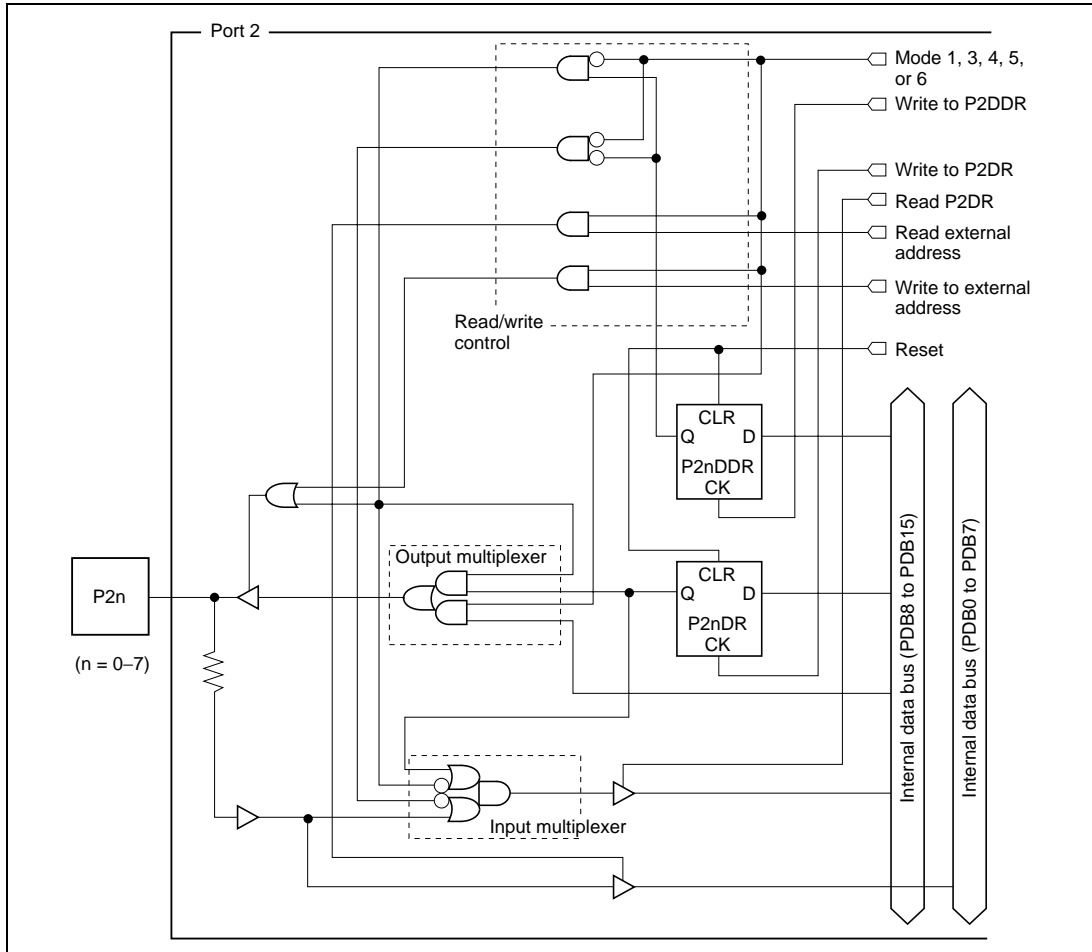 Port 2
Mode 1, 3, 4, 5,
or 6
Write to P2DDR
Write to P2DR
Read P2DR
Read external
address
Write to external
address
Read/write
control
Reset
CLR
Q D
P2nDDR
CK
Output multiplexer
CLR
Q D
P2nDR
CK
P2n
(n = 0–7)
Input multiplexer
Internal data bus (PDB8 to PDB15)
Internal data bus (PDB0 to PDB7)